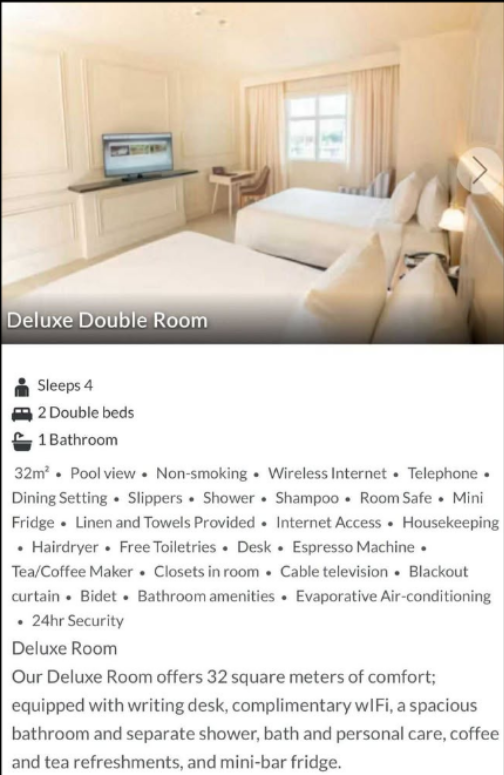 Deluxe Double Room
Sleeps 4
2 Double beds
1 Bathroom
32m² • Pool view • Non-smoking • Wireless Internet • Telephone •
Dining Setting • Slippers • Shower • Shampoo • Room Safe • Mini
Fridge • Linen and Towels Provided • Internet Access • Housekeeping
• Hairdryer • Free Toiletries • Desk • Espresso Machine •
Tea/Coffee Maker • Closets in room • Cable television • Blackout
curtain • Bidet • Bathroom amenities • Evaporative Air-conditioning
• 24hr Security
Deluxe Room
Our Deluxe Room offers 32 square meters of comfort;
equipped with writing desk, complimentary wIFi, a spacious
bathroom and separate shower, bath and personal care, coffee
and tea refreshments, and mini-bar fridge.